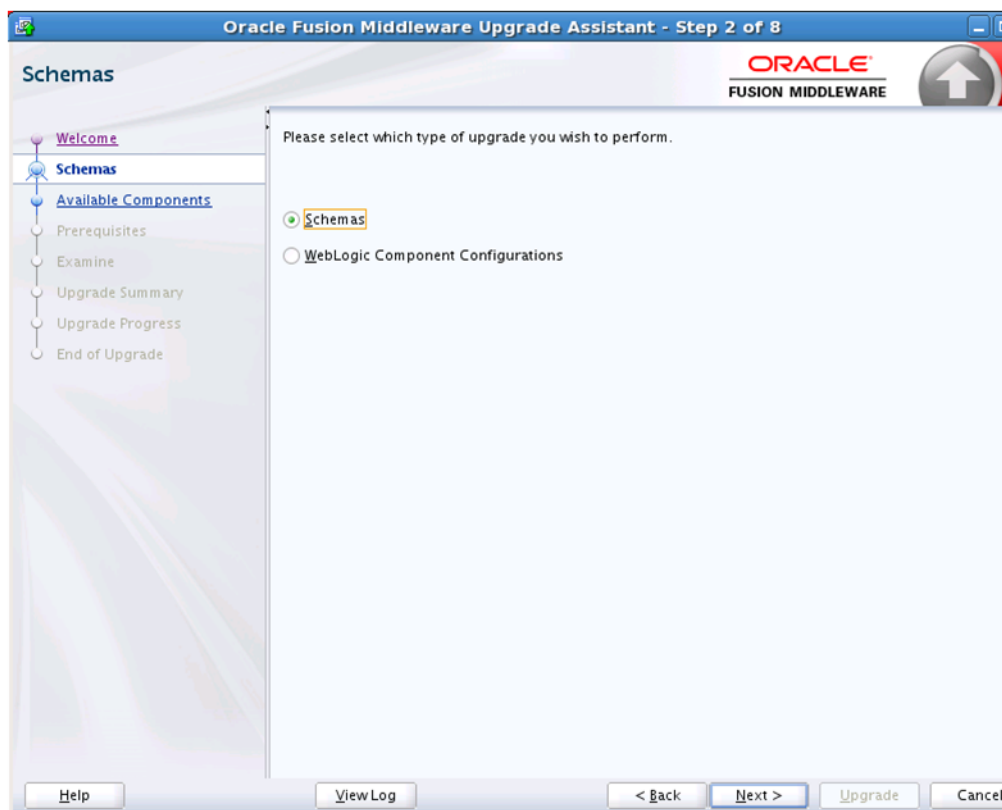 Oracle Fusion Middleware Upgrade Assistant - Step 2 of 8
Schemas
ORACLE
FUSION MIDDLEWARE
Welcome
Schemas
Available Components
Prerequisites
Examine
Upgrade Summary
Upgrade Progress
End of Upgrade
Please select which type of upgrade you wish to perform.
Schemas
WebLogic Component Configurations
Help
View Log
< Back
Next >
Upgrade
Cancel